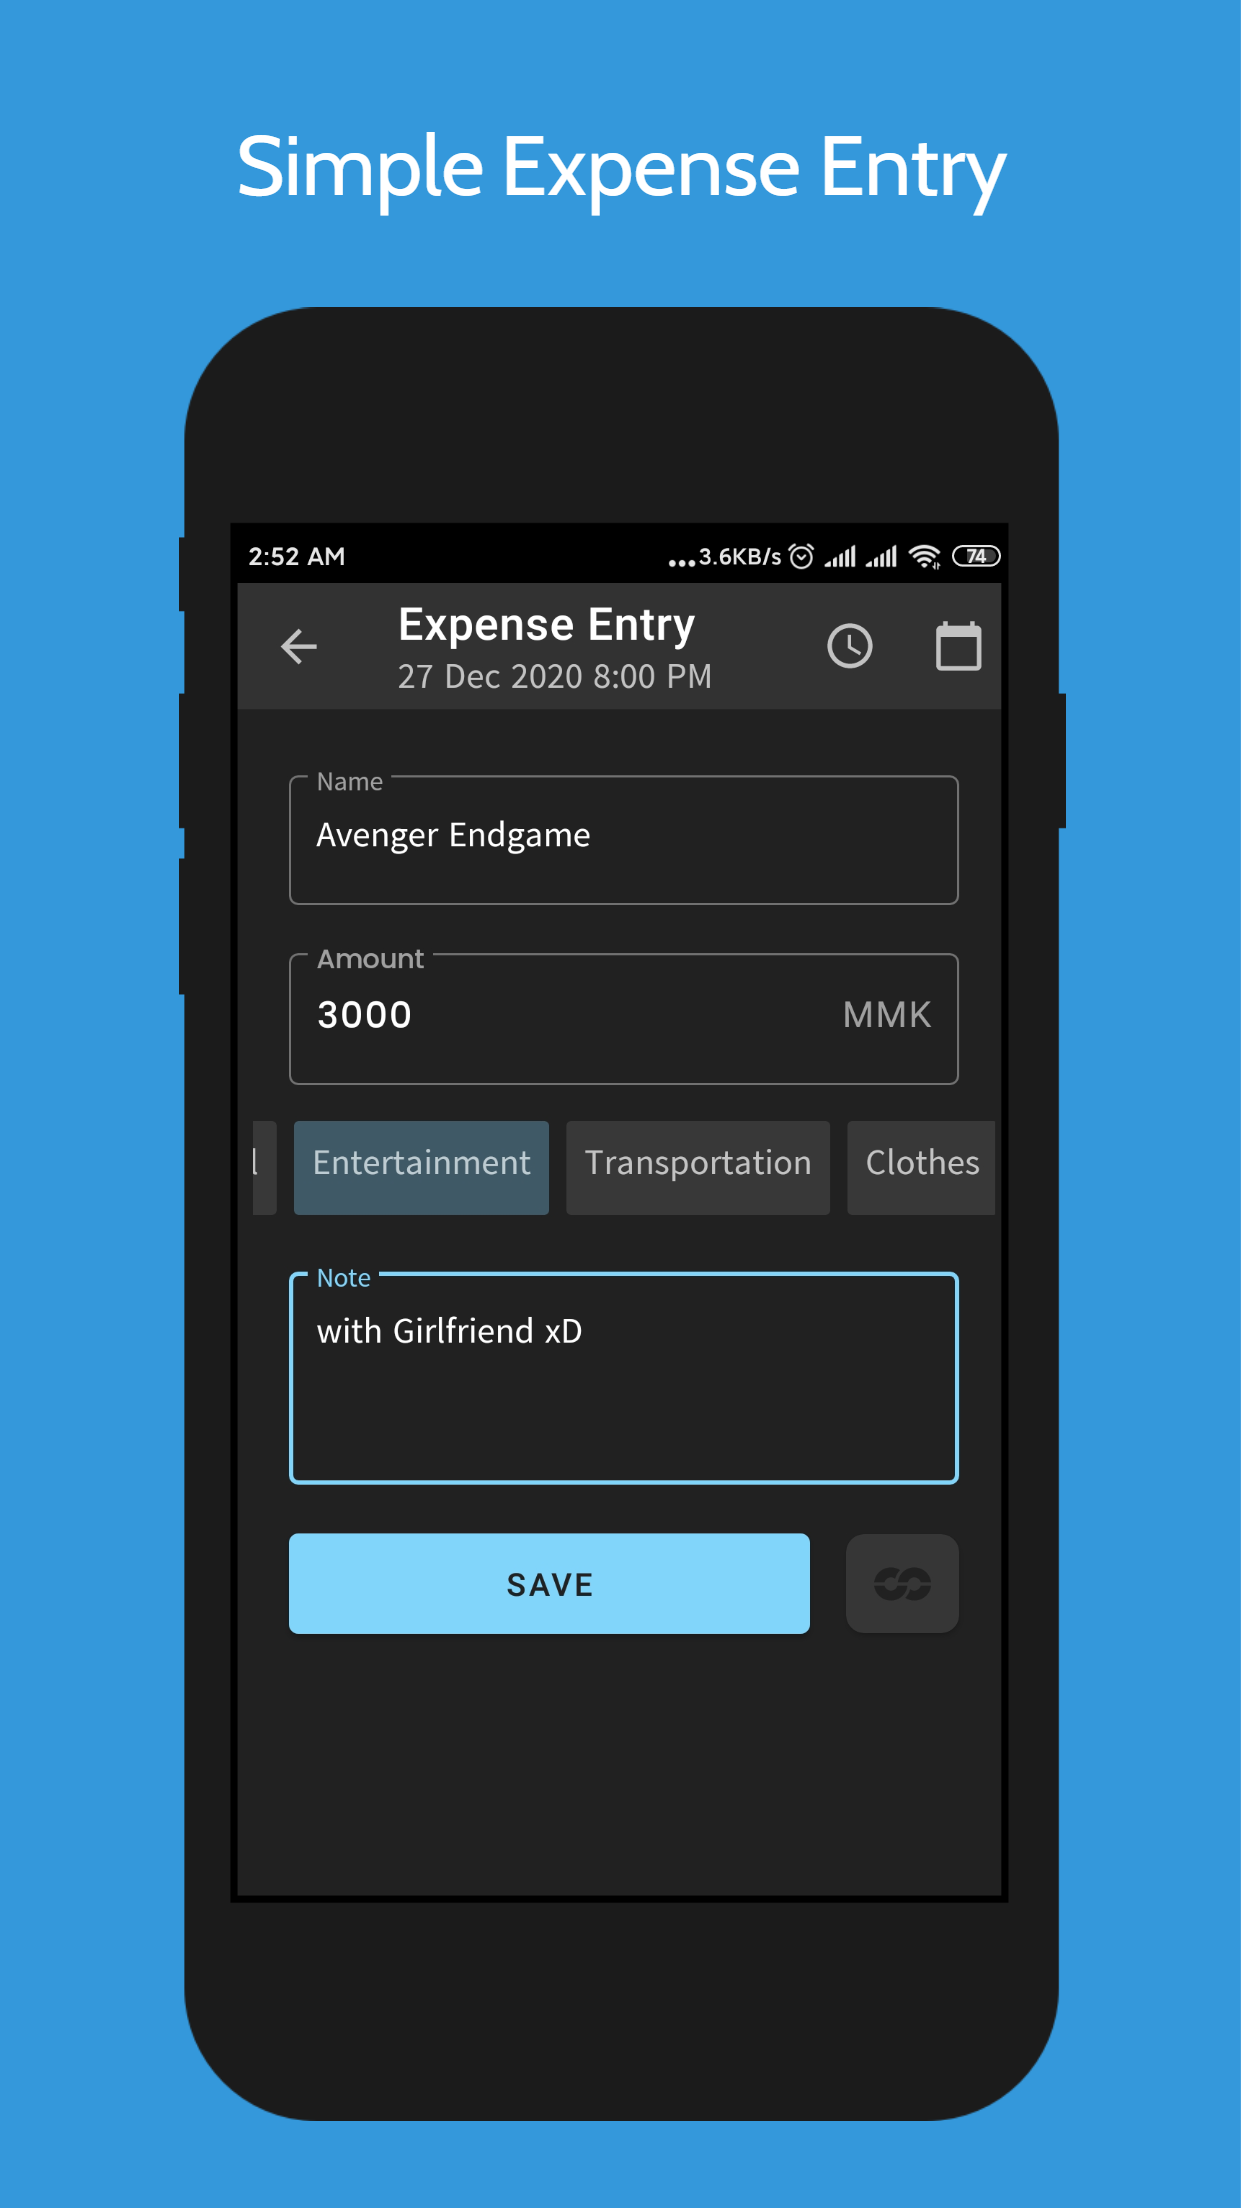 Simple Expense Entry
2:52 AM
...3.6KB/s
74
Expense Entry
27 Dec 2020 8:00 PM
Name
Avenger Endgame
Amount
3000 MMK
Entertainment Transportation Clothes
Note
with Girlfriend xD
SAVE